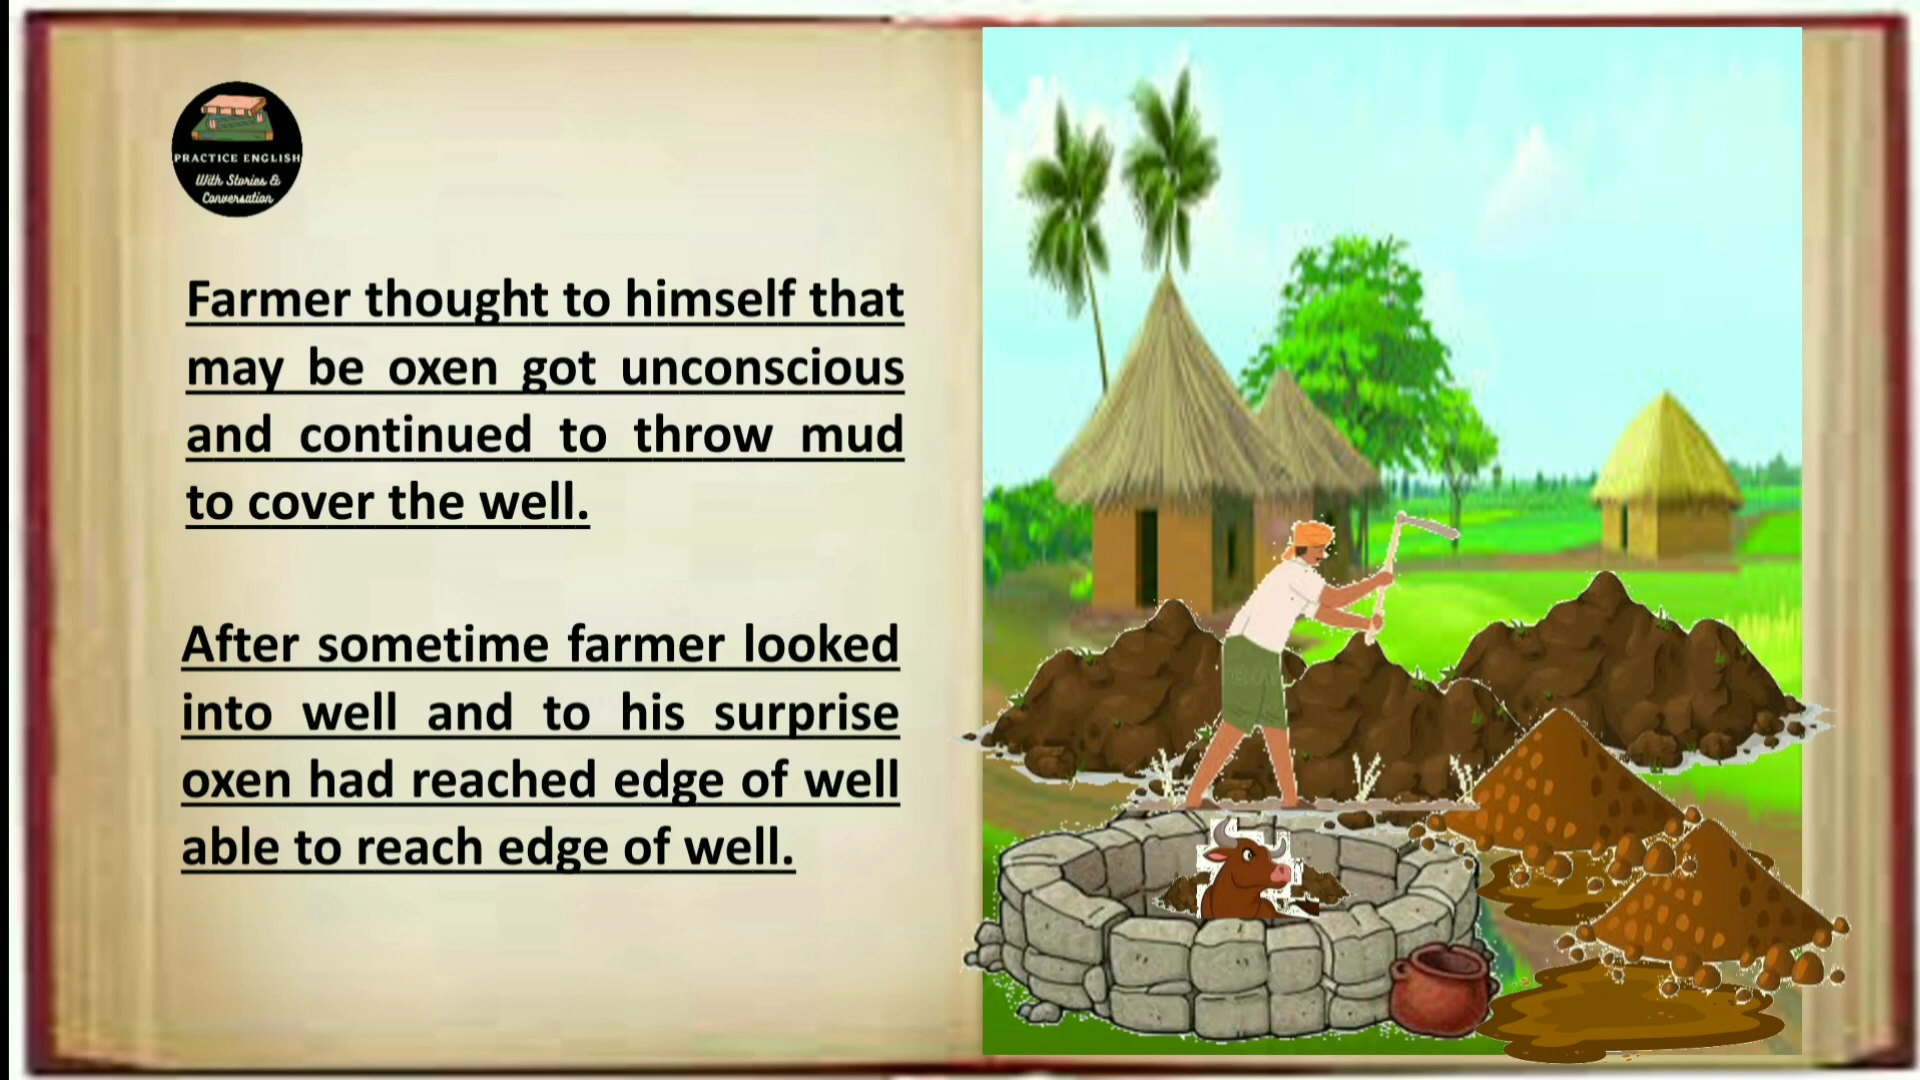 PRACTICE ENGLISH
With Stories &
Conversation
Farmer thought to himself that
may be oxen got unconscious
and continued to throw mud
to cover the well.
After sometime farmer looked
into well and to his surprise
oxen had reached edge of well
able to reach edge of well.